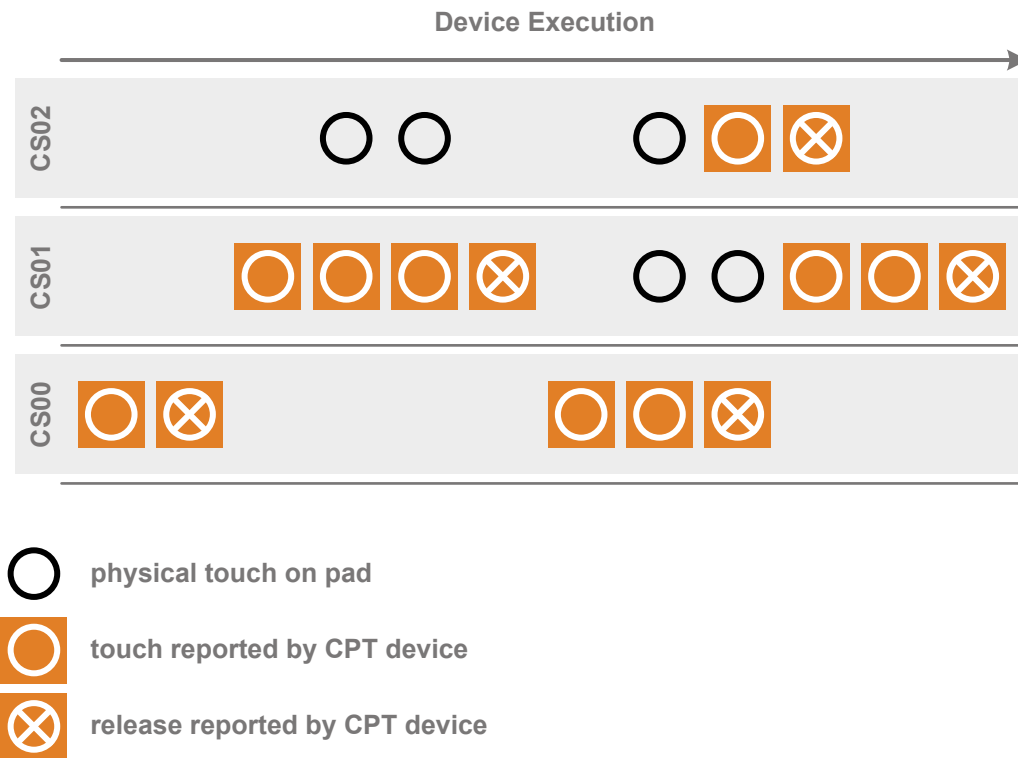 Device Execution
CS02
CS01
CS00
physical touch on pad
touch reported by CPT device
release reported by CPT device